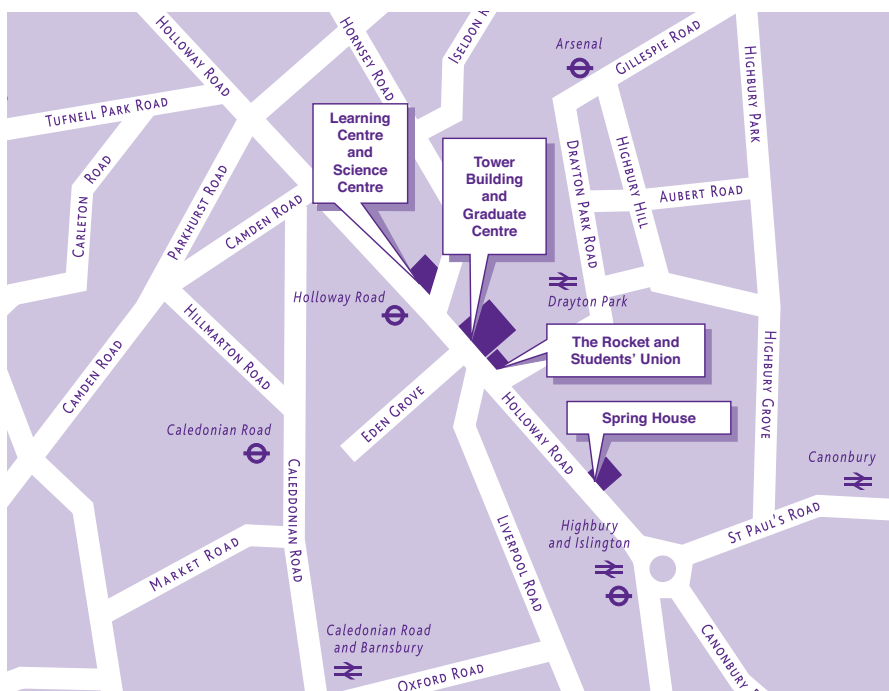 HOLLOWAY ROAD
HORNSEY ROAD
ISELDON R
Arsenal
GILLESPIE ROAD
HIGHBURY PARK
TUFNELL PARK ROAD
Learning
Centre
and
Science
Centre
Tower
Building
and
Graduate
Centre
DRAYTON PARK ROAD
HIGHBURY HILL
AUBERT ROAD
CARLETON ROAD
PARKHURST ROAD
CAMDEN ROAD
Holloway Road
Drayton Park
HILLMARTON ROAD
The Rocket and
Students' Union
HIGHBURY GROVE
CAMDEN ROAD
EDEN GROVE
HOLLOWAY ROAD
Spring House
Caledonian Road
Canonbury
CALEDDONIAN ROAD
LIVERPOOL ROAD
Highbury
and Islington
ST PAUL'S ROAD
MARKET ROAD
Caledonian Road
and Barnsbury
OXFORD ROAD
CANONBURY